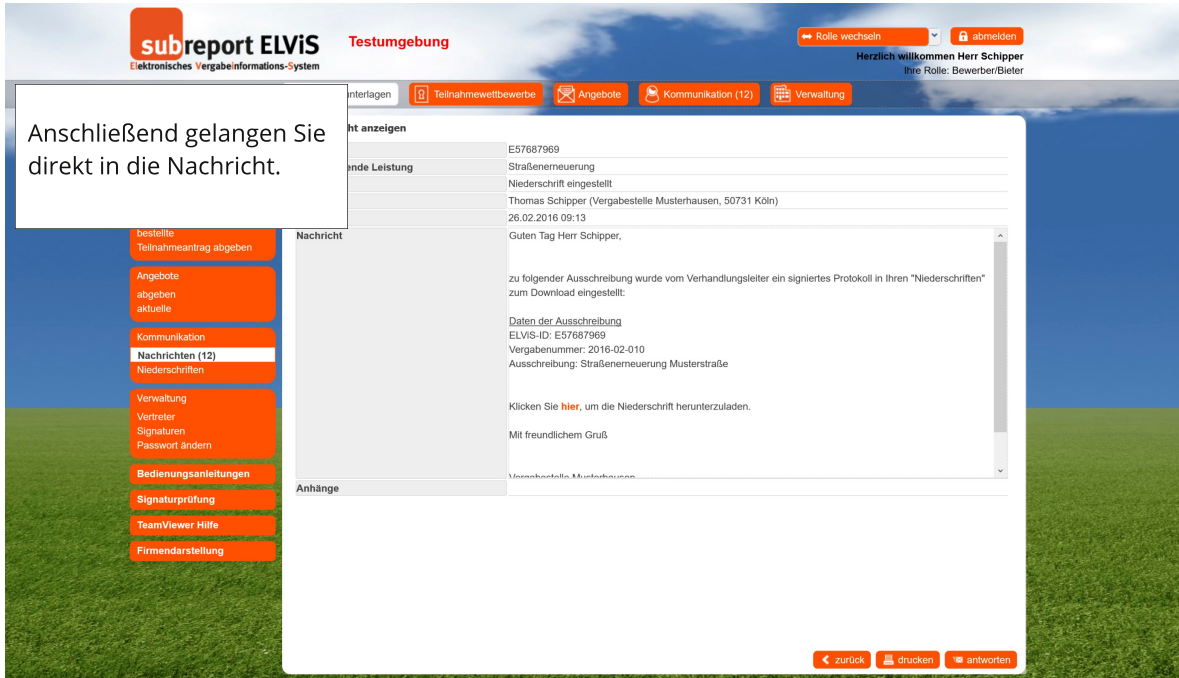 subreport ELViS
Elektronisches Vergabeinformations-System
Testumgebung
Rolle wechseln
abmelden
Herzlich willkommen Herr Schipper
Ihre Rolle: Bewerber/Bieter
Teilnahmewettbewerbe
Angebote
Kommunikation (12)
Verwaltung
Anschließend gelangen Sie
direkt in die Nachricht.
anzeigen
E57687969
Leistung
Straßenerneuerung
Niederschrift eingestellt
Thomas Schipper (Vergabestelle Musterhausen, 50731 Köln)
26.02.2016 09:13
Nachricht
Guten Tag Herr Schipper,
zu folgender Ausschreibung wurde vom Verhandlungsleiter ein signiertes Protokoll in Ihren "Niederschriften"
zum Download eingestellt:
Daten der Ausschreibung
ELViS-ID: E57687969
Vergabenummer: 2016-02-010
Ausschreibung: Straßenerneuerung Musterstraße
Klicken Sie hier, um die Niederschrift herunterzuladen.
Mit freundlichem Gruß
Vergabestelle Musterhausen
Anhänge
bestellte
Teilnahmeantrag abgeben
Angebote
abgeben
aktuelle
Kommunikation
Nachrichten (12)
Niederschriften
Verwaltung
Vertreter
Signaturen
Passwort ändern
Bedienungsanleitungen
Signaturprüfung
TeamViewer Hilfe
Firmendarstellung
zurück
drucken
antworten